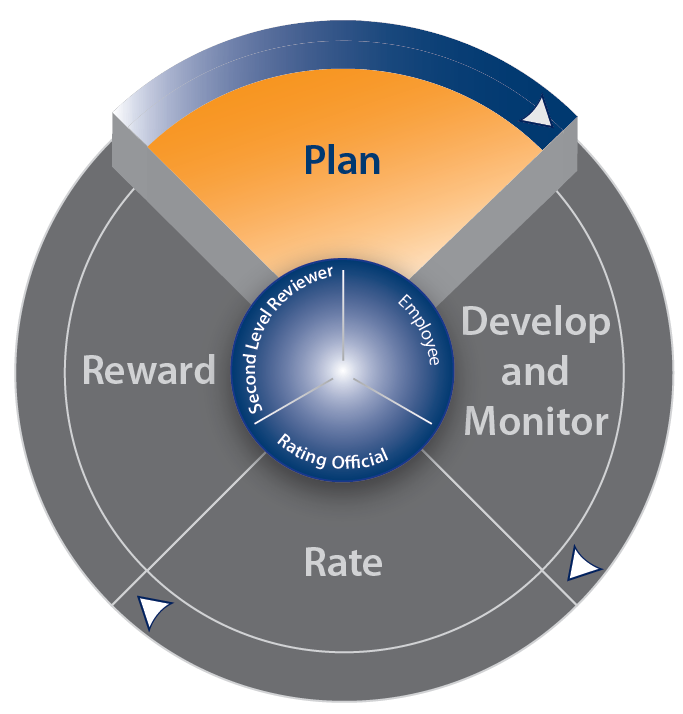 Plan
Second Level Reviewer
Employee
Rating Official
Reward
Develop
and
Monitor
Rate